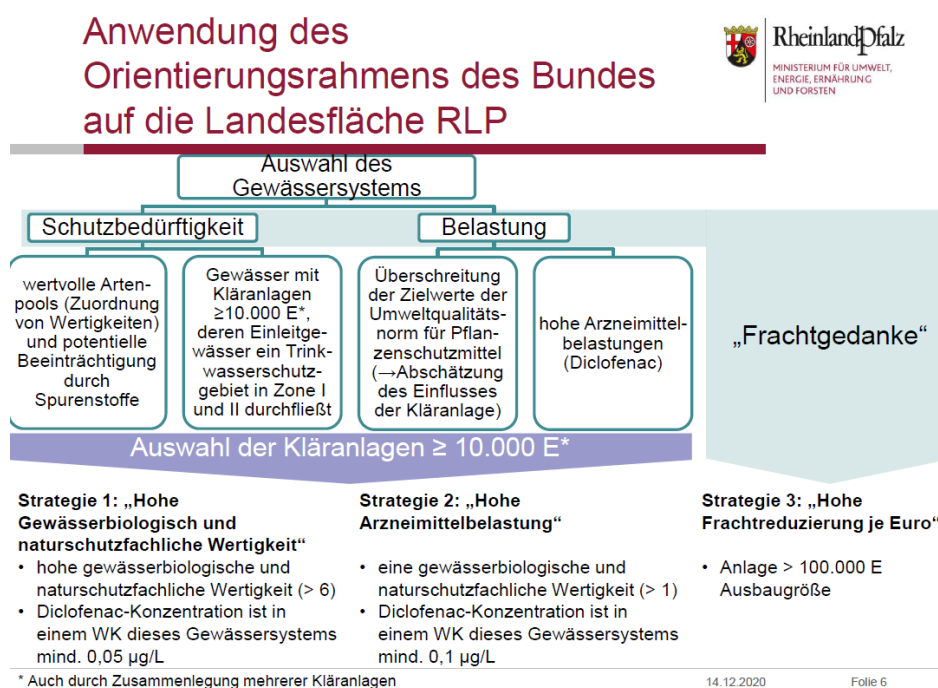 Anwendung des
Orientierungsrahmens des Bundes
auf die Landesfläche RLP
RheinlandPfalz
MINISTERIUM FÜR UMWELT,
ENERGIE, ERNÄHRUNG
UND FORSTEN
Auswahl des
Gewässersystems
Schutzbedürftigkeit
Belastung
wertvolle Arten-
pools (Zuordnung
von Wertigkeiten)
und potentielle
Beeinträchtigung
durch
Spurenstoffe
Gewässer mit
Kläranlagen
≥10.000 E*,
deren Einleitge-
wässer ein Trink-
wasserschutz-
gebiet in Zone I
und II durchfließt
Überschreitung
der Zielwerte der
Umweltqualitäts-
norm für Pflan-
zenschutzmittel
(→Abschätzung
des Einflusses
der Kläranlage)
hohe Arzneimittel-
belastungen
(Diclofenac)
„Frachtgedanke“
Auswahl der Kläranlagen ≥ 10.000 E*
Strategie 1: „Hohe
Gewässerbiologisch und
naturschutzfachliche Wertigkeit“
• hohe gewässerbiologische und
naturschutzfachliche Wertigkeit (> 6)
• Diclofenac-Konzentration ist in
einem WK dieses Gewässersystems
mind. 0,05 µg/L
Strategie 2: „Hohe
Arzneimittelbelastung“
• eine gewässerbiologische und
naturschutzfachliche Wertigkeit (> 1)
• Diclofenac-Konzentration ist in
einem WK dieses Gewässersystems
mind. 0,1 µg/L
Strategie 3: „Hohe
Frachtreduzierung je Euro“
• Anlage > 100.000 E
Ausbaugröße
* Auch durch Zusammenlegung mehrerer Kläranlagen
14.12.2020
Folie 6